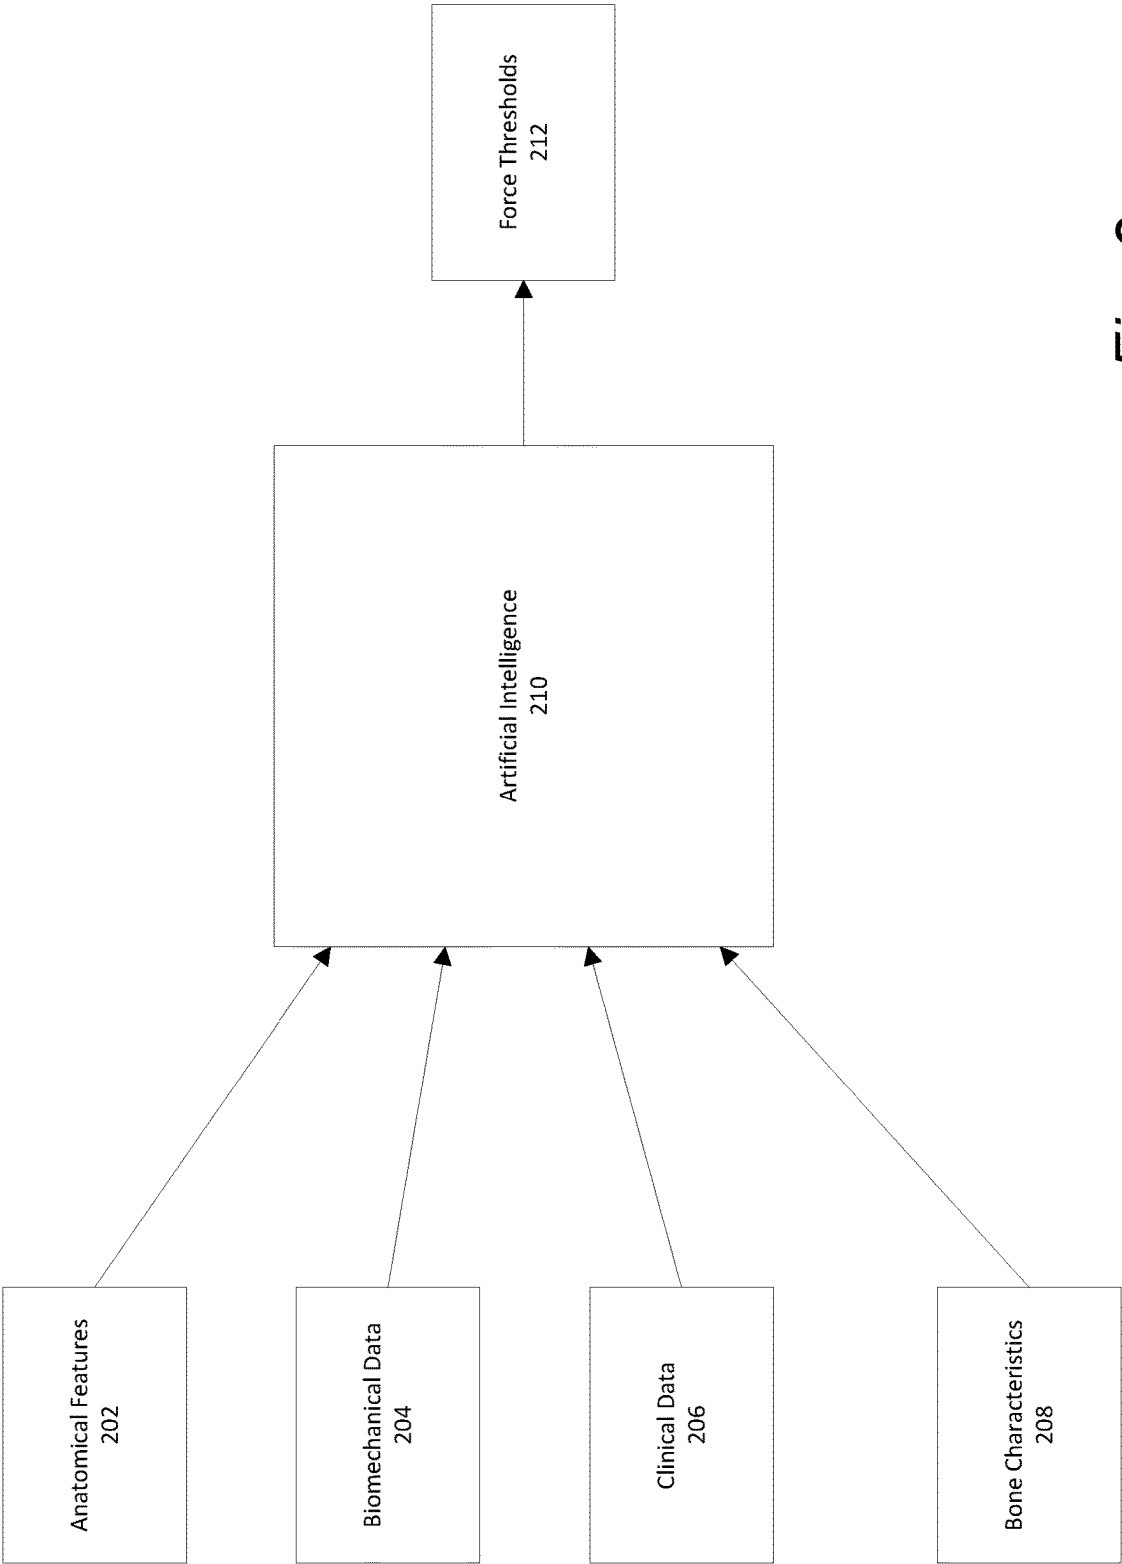 Anatomical Features
202
Biomechanical Data
204
Clinical Data
206
Bone Characteristics
208
Artificial Intelligence
210
Force Thresholds
212